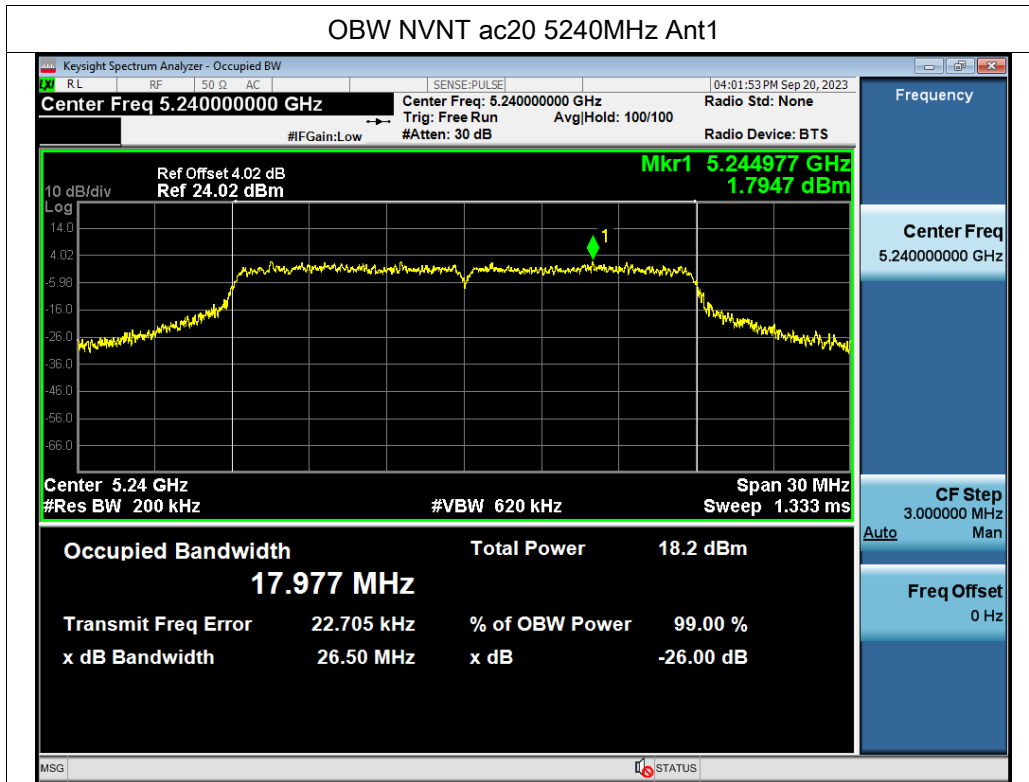 OBW NVNT ac20 5240MHz Ant1
Keysight Spectrum Analyzer - Occupied BW
LXI RL RF 50 Ω AC SENSE:PULSE 04:01:53 PM Sep 20, 2023
Center Freq 5.240000000 GHz Center Freq: 5.240000000 GHz Radio Std: None
Trig: Free Run Avg|Hold: 100/100
#IFGain:Low #Atten: 30 dB Radio Device: BTS
Frequency
Mkr1 5.244977 GHz
1.7947 dBm
Ref Offset 4.02 dB
10 dB/div Ref 24.02 dBm
Log
14.0
4.02
-5.98
-16.0
-26.0
-36.0
-46.0
-56.0
-66.0
1
Center 5.24 GHz Span 30 MHz
#Res BW 200 kHz #VBW 620 kHz Sweep 1.333 ms
Center Freq
5.240000000 GHz
CF Step
3.000000 MHz
Auto Man
Freq Offset
0 Hz
Occupied Bandwidth Total Power 18.2 dBm
17.977 MHz
Transmit Freq Error 22.705 kHz % of OBW Power 99.00 %
x dB Bandwidth 26.50 MHz x dB -26.00 dB
MSG STATUS